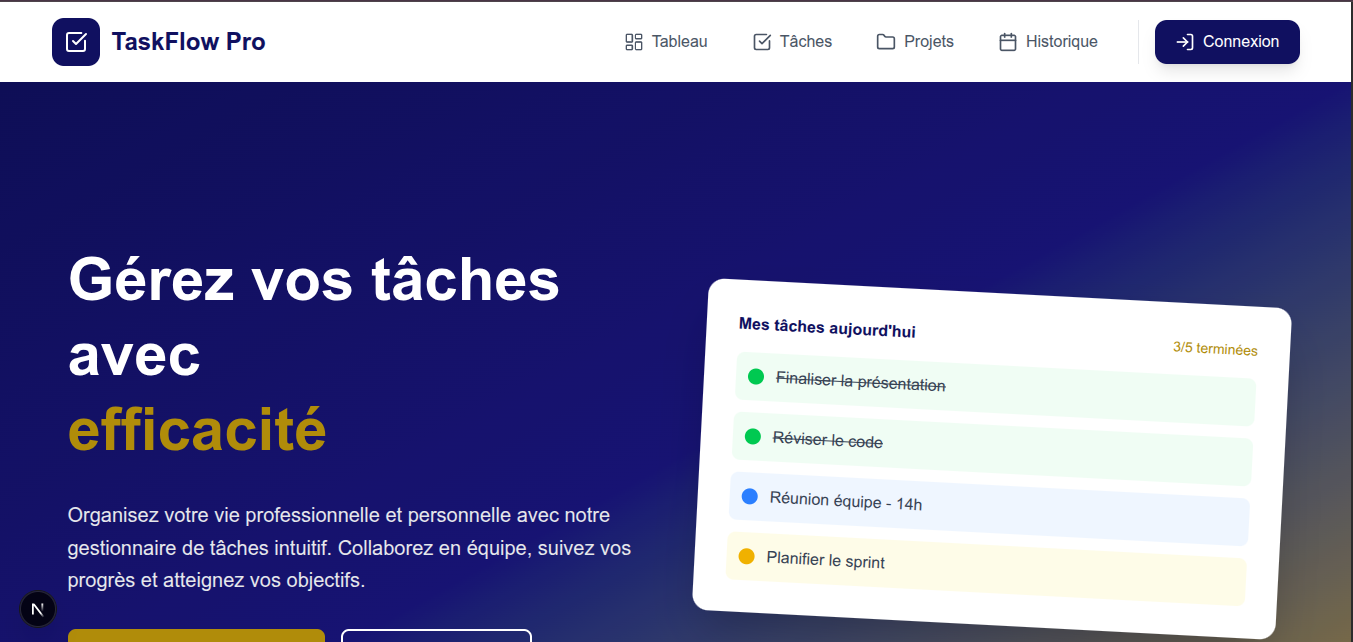 TaskFlow Pro
Tableau
Tâches
Projets
Historique
Connexion
Gérez vos tâches
avec
efficacité
Organisez votre vie professionnelle et personnelle avec notre
gestionnaire de tâches intuitif. Collaborez en équipe, suivez vos
progrès et atteignez vos objectifs.
Mes tâches aujourd'hui
3/5 terminées
Finaliser la présentation
Réviser le code
Réunion équipe - 14h
Planifier le sprint
N